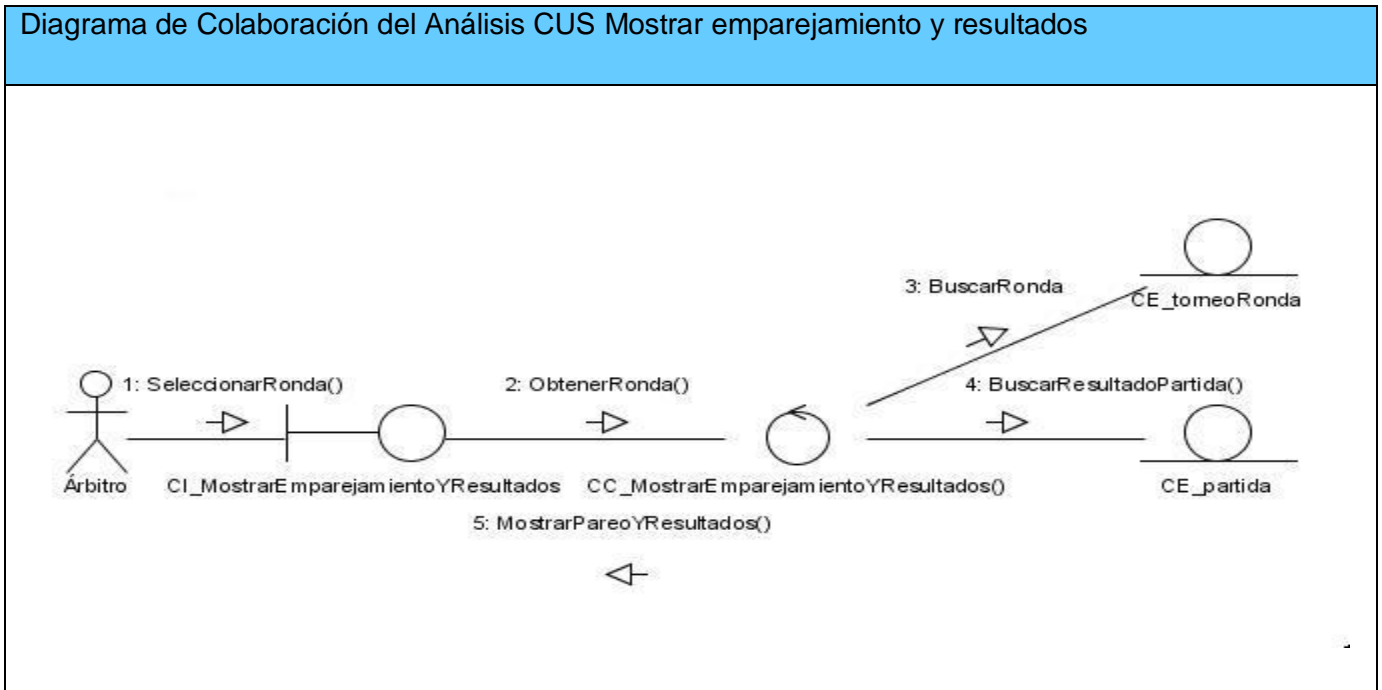 Diagrama de Colaboración del Análisis CUS Mostrar emparejamiento y resultados
3: BuscarRonda
CE_torneoRonda
1: SeleccionarRonda()
2: ObtenerRonda()
4: BuscarResultadoPartida()
Árbitro
CI_MostrarEmparejamientoYResultados
CC_MostrarEmparejamientoYResultados()
CE_partida
5: MostrarPareoYResultados()